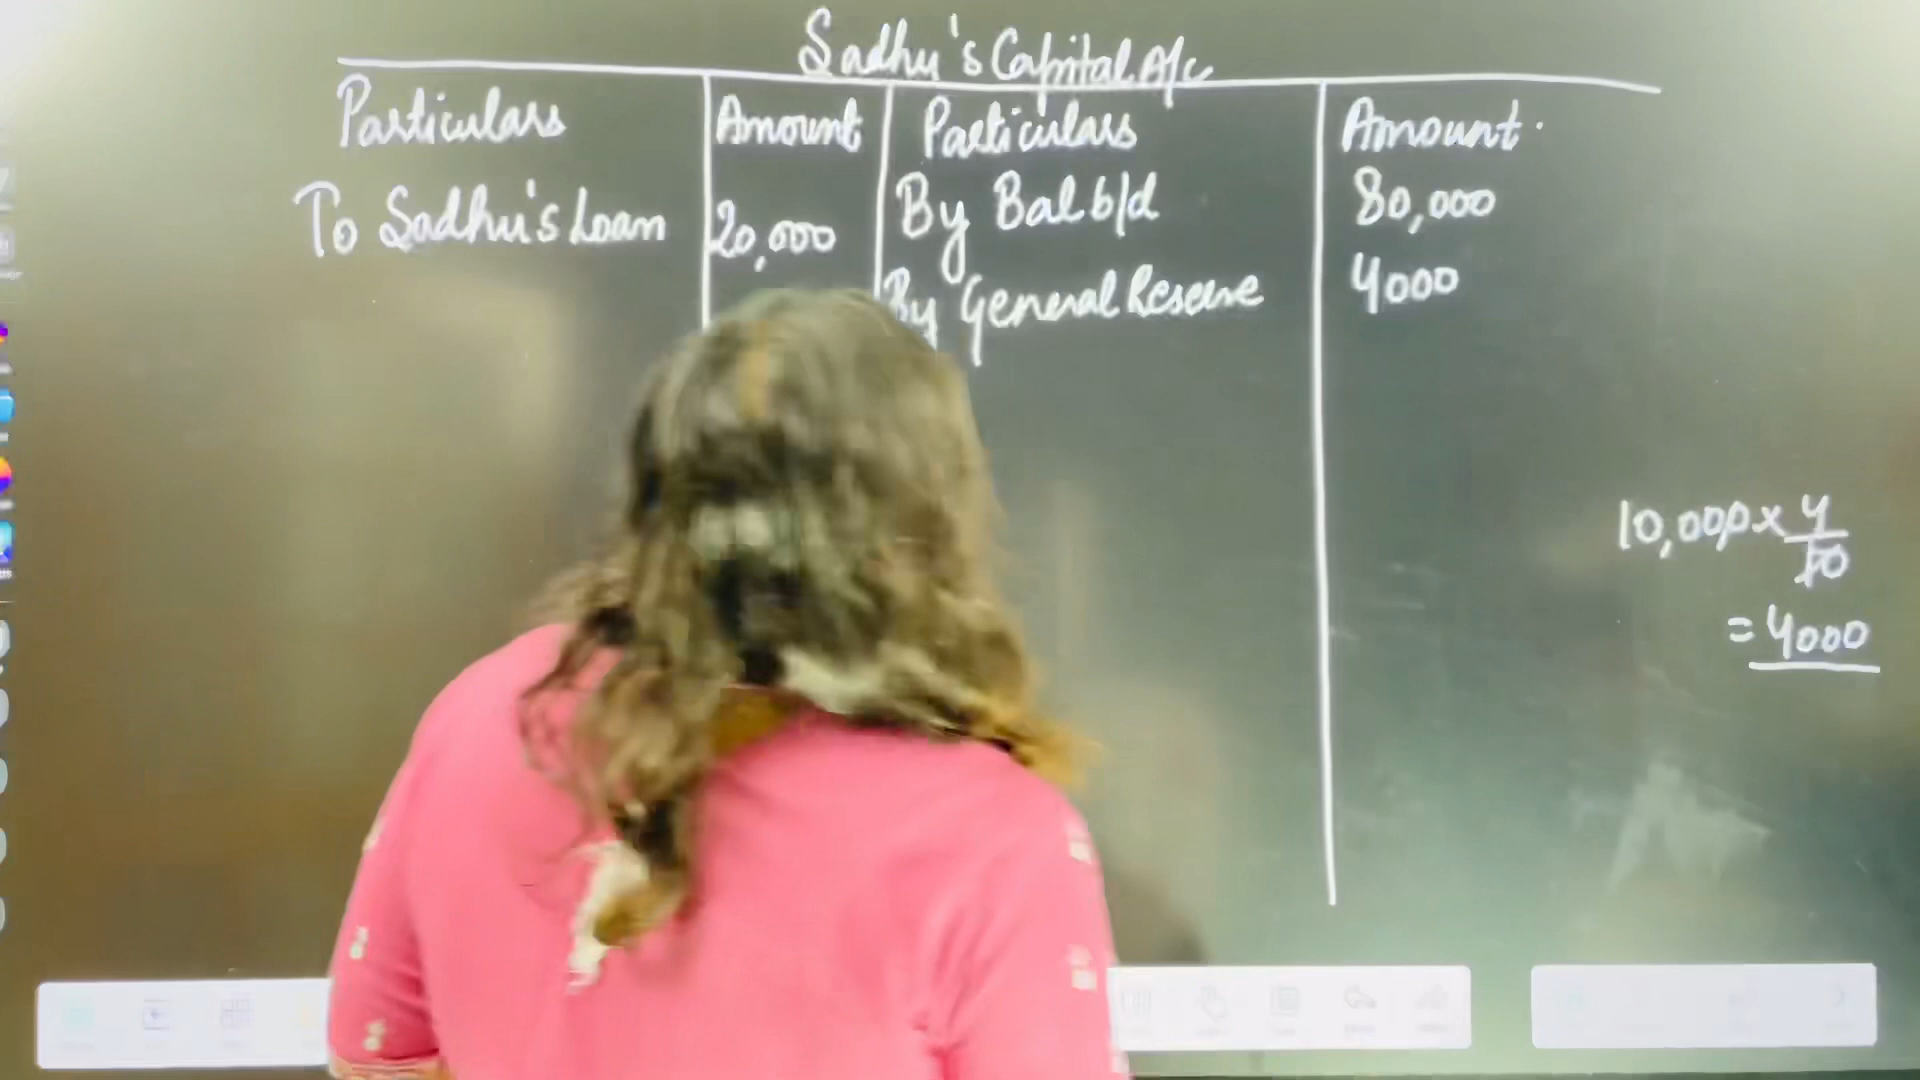 Sadhu's Capital A/c
Particulars Amount Particulars Amount.
To Sadhu's Loan 20,000 By Bal b/d 80,000
By General Reserve 4000
10,000 x 4/10
= 4000